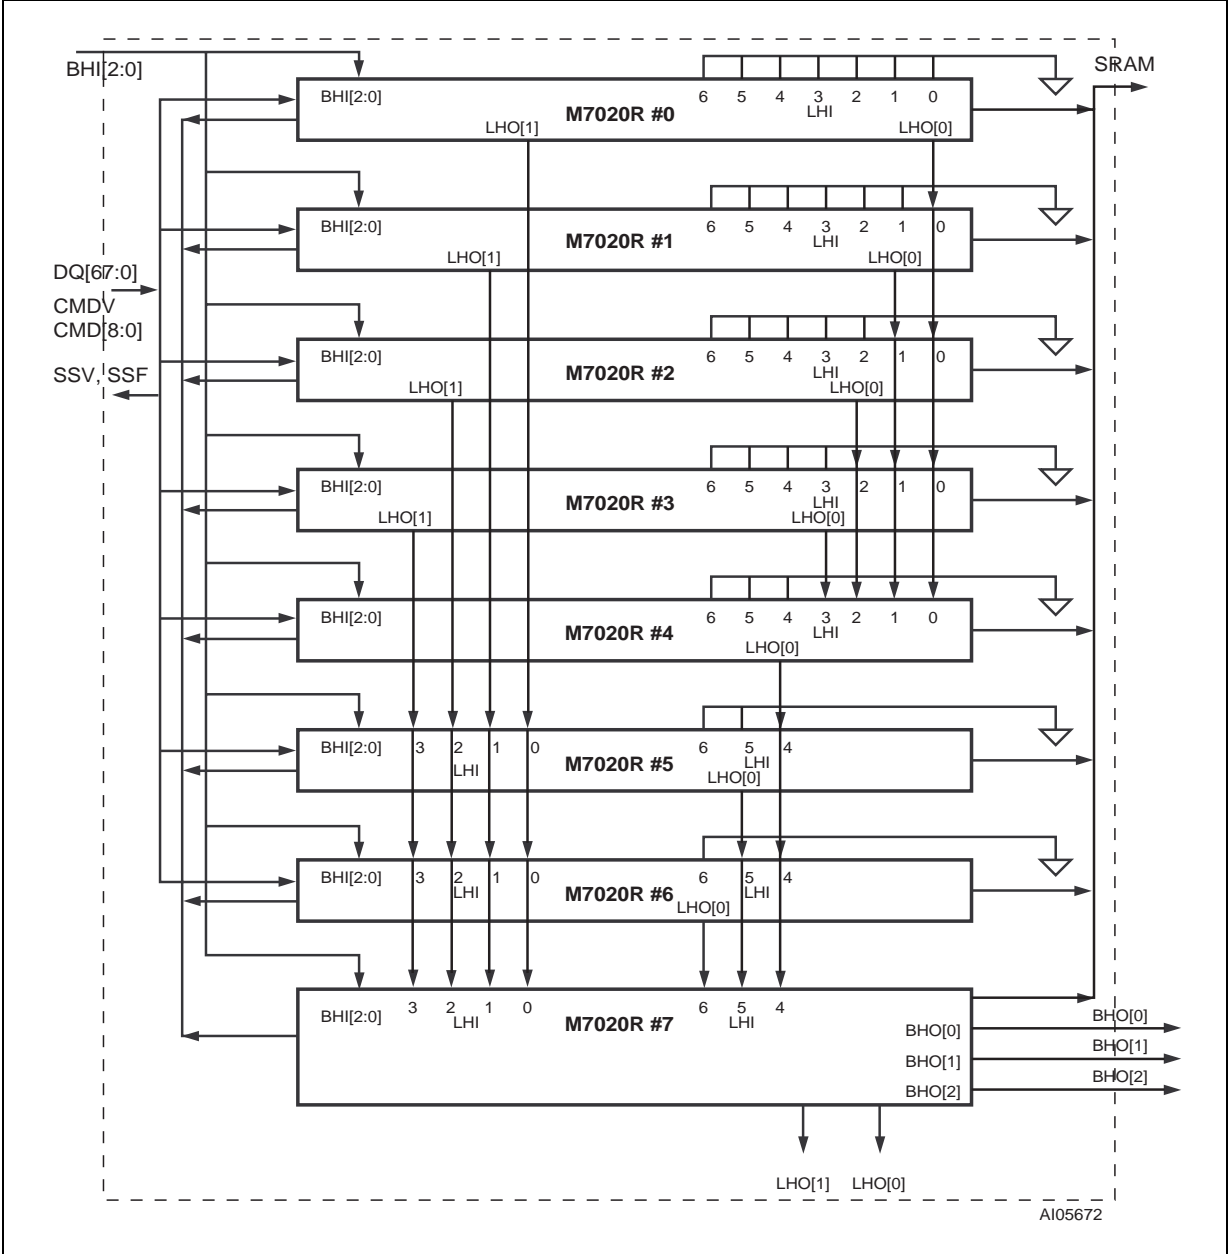 BHI[2:0]
SRAM
BHI[2:0]
6 5 4 3 2 1 0
LHI
M7020R #0
LHO[1]
LHO[0]
BHI[2:0]
6 5 4 3 2 1 0
LHI
M7020R #1
LHO[1]
LHO[0]
DQ[67:0]
CMDV
CMD[8:0]
SSV, SSF
BHI[2:0]
6 5 4 3 2 1 0
LHI
M7020R #2
LHO[1]
LHO[0]
BHI[2:0]
6 5 4 3 2 1 0
LHI
M7020R #3
LHO[1]
LHO[0]
BHI[2:0]
6 5 4 3 2 1 0
LHI
M7020R #4
LHO[0]
BHI[2:0]
3 2 1 0
LHI
M7020R #5
6 5 4
LHI
LHO[0]
BHI[2:0]
3 2 1 0
LHI
M7020R #6
6 5 4
LHI
LHO[0]
BHI[2:0]
3 2 1 0
LHI
M7020R #7
6 5 4
LHI
BHO[0]
BHO[1]
BHO[2]
BHO[0]
BHO[1]
BHO[2]
LHO[1]
LHO[0]
AI05672